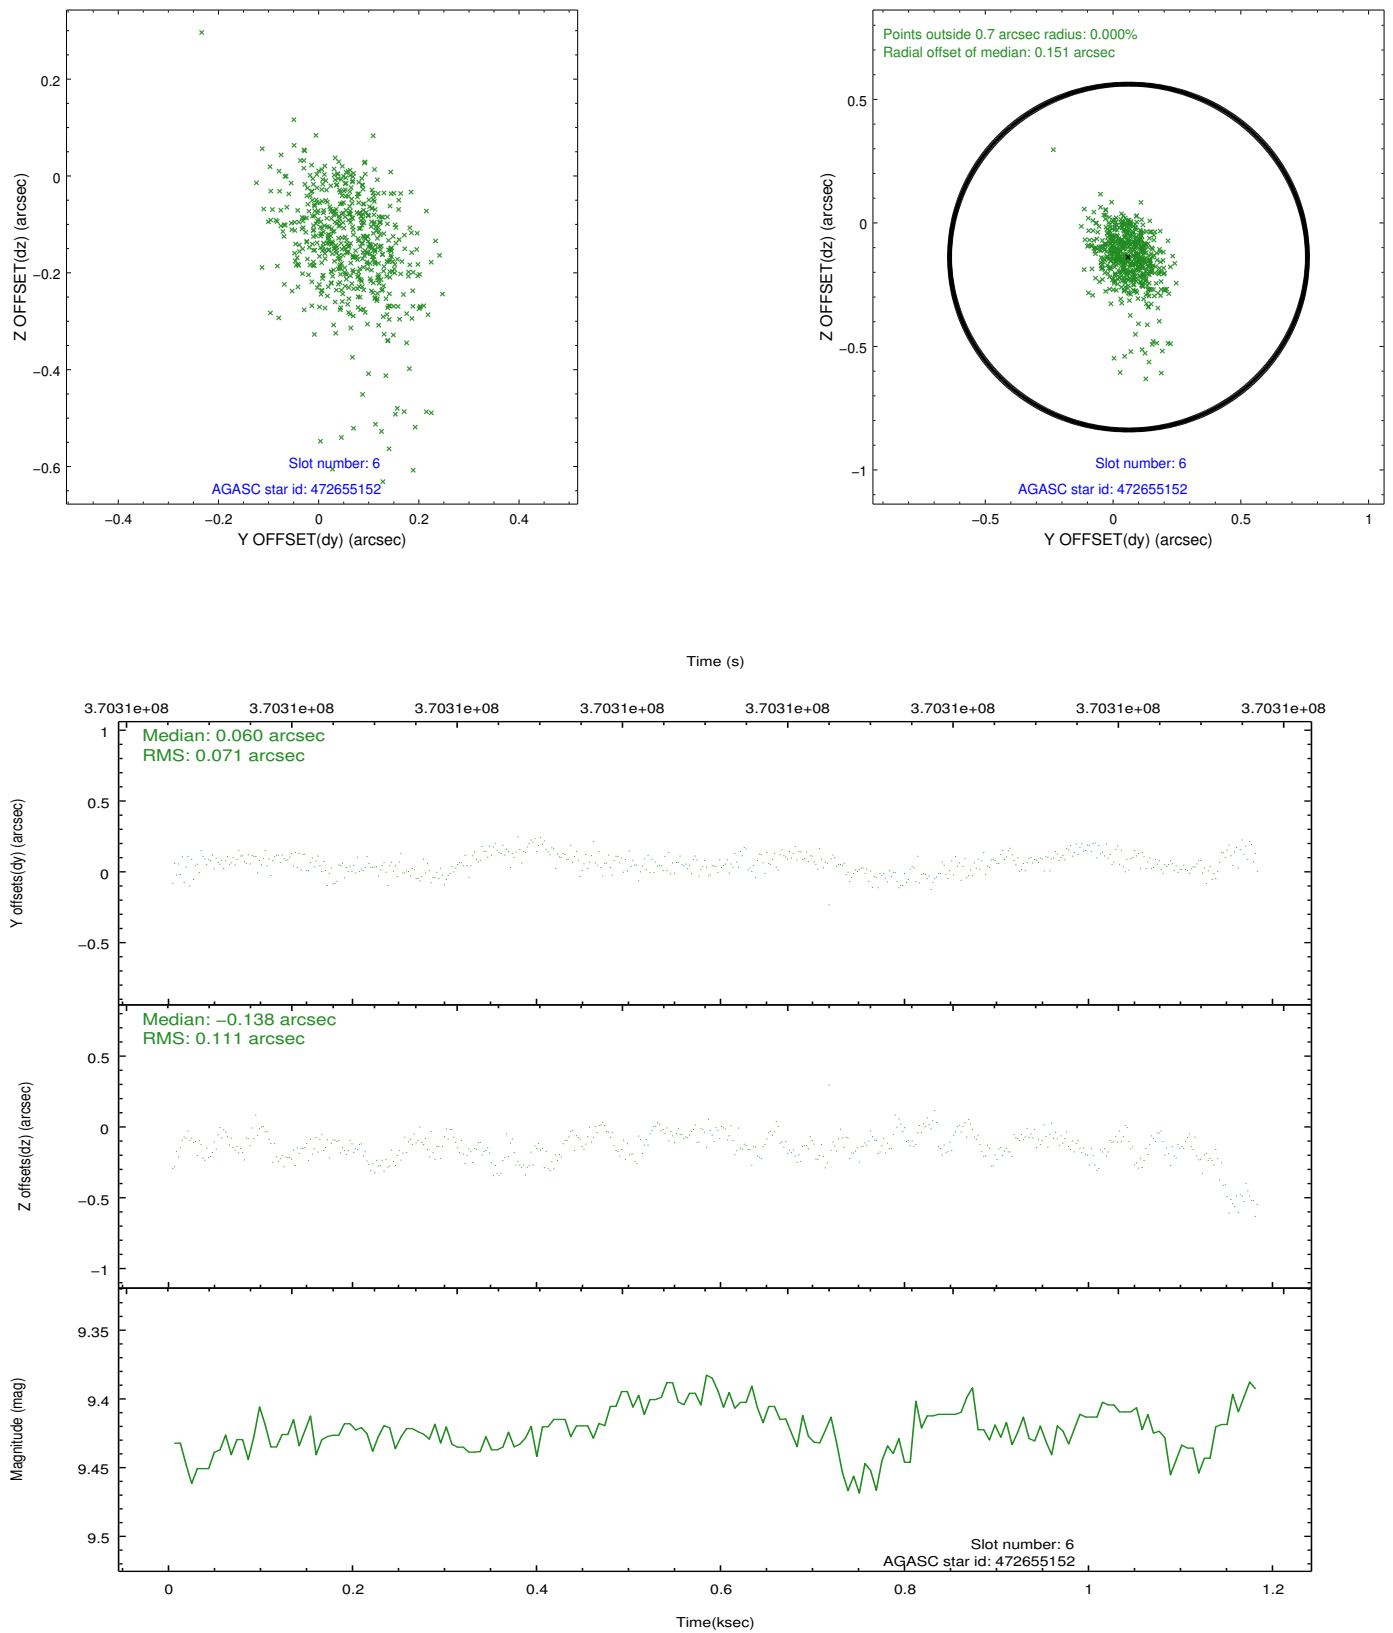 0.2
0
−0.2
−0.4
−0.6
Z OFFSET(dz) (arcsec)
−0.4
−0.2
0
0.2
0.4
Y OFFSET(dy) (arcsec)
Slot number: 6
AGASC star id: 472655152
Points outside 0.7 arcsec radius: 0.000%
Radial offset of median: 0.151 arcsec
0.5
0
−0.5
−1
Z OFFSET(dz) (arcsec)
−0.5
0
0.5
1
Y OFFSET(dy) (arcsec)
Slot number: 6
AGASC star id: 472655152
Time (s)
3.7031e+08 3.7031e+08 3.7031e+08 3.7031e+08 3.7031e+08 3.7031e+08 3.7031e+08 3.7031e+08
Median: 0.060 arcsec
RMS: 0.071 arcsec
1
0.5
0
−0.5
Y offsets(dy) (arcsec)
Median: −0.138 arcsec
RMS: 0.111 arcsec
0.5
0
−0.5
−1
Z offsets(dz) (arcsec)
9.35
9.4
9.45
9.5
Magnitude (mag)
Slot number: 6
AGASC star id: 472655152
0 0.2 0.4 0.6 0.8 1 1.2
Time(ksec)